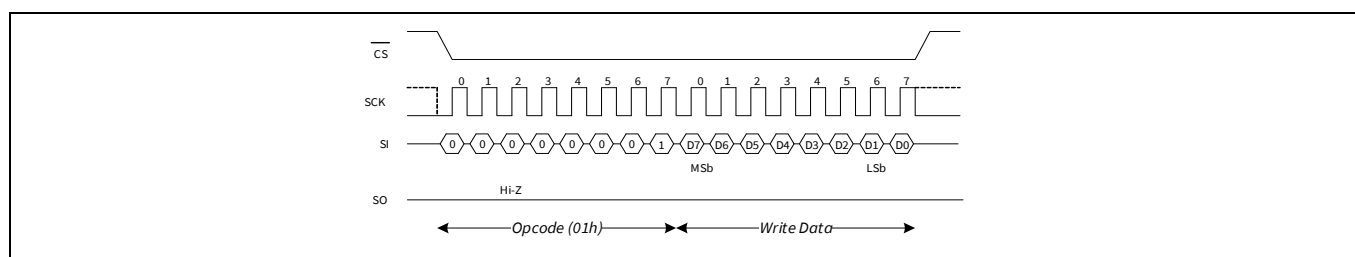 CS
0 1 2 3 4 5 6 7 0 1 2 3 4 5 6 7
SCK
SI 0 0 0 0 0 0 0 1 D7 D6 D5 D4 D3 D2 D1 D0
MSb LSb
Hi-Z
SO
Opcode (01h) Write Data